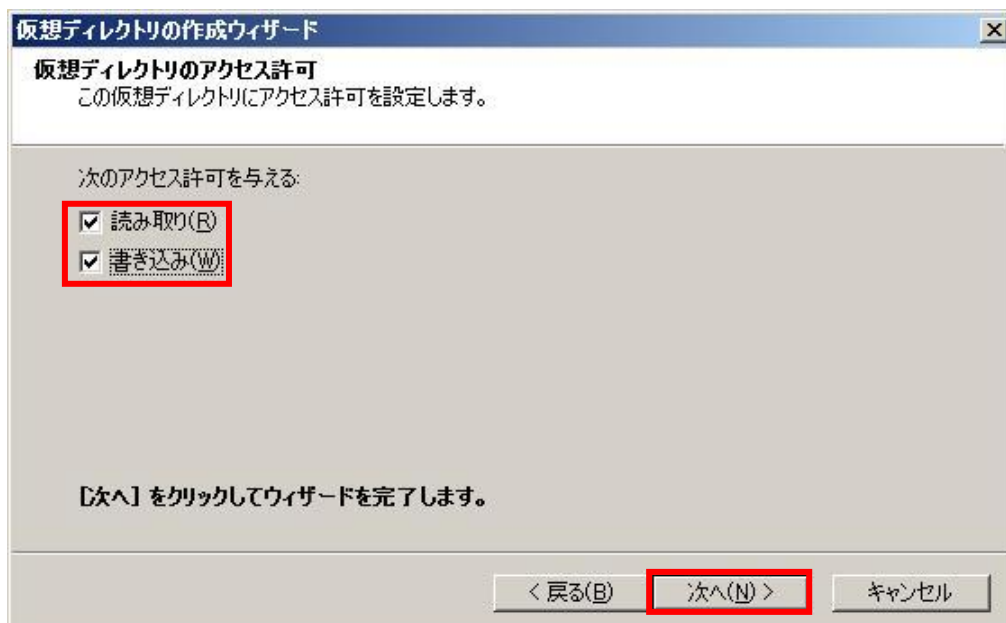 仮想ディレクトリの作成ウィザード
仮想ディレクトリのアクセス許可
この仮想ディレクトリにアクセス許可を設定します。
次のアクセス許可を与える:
読み取り(R)
書き込み(W)
[次へ] をクリックしてウィザードを完了します。
< 戻る(B) 次へ(N) > キャンセル